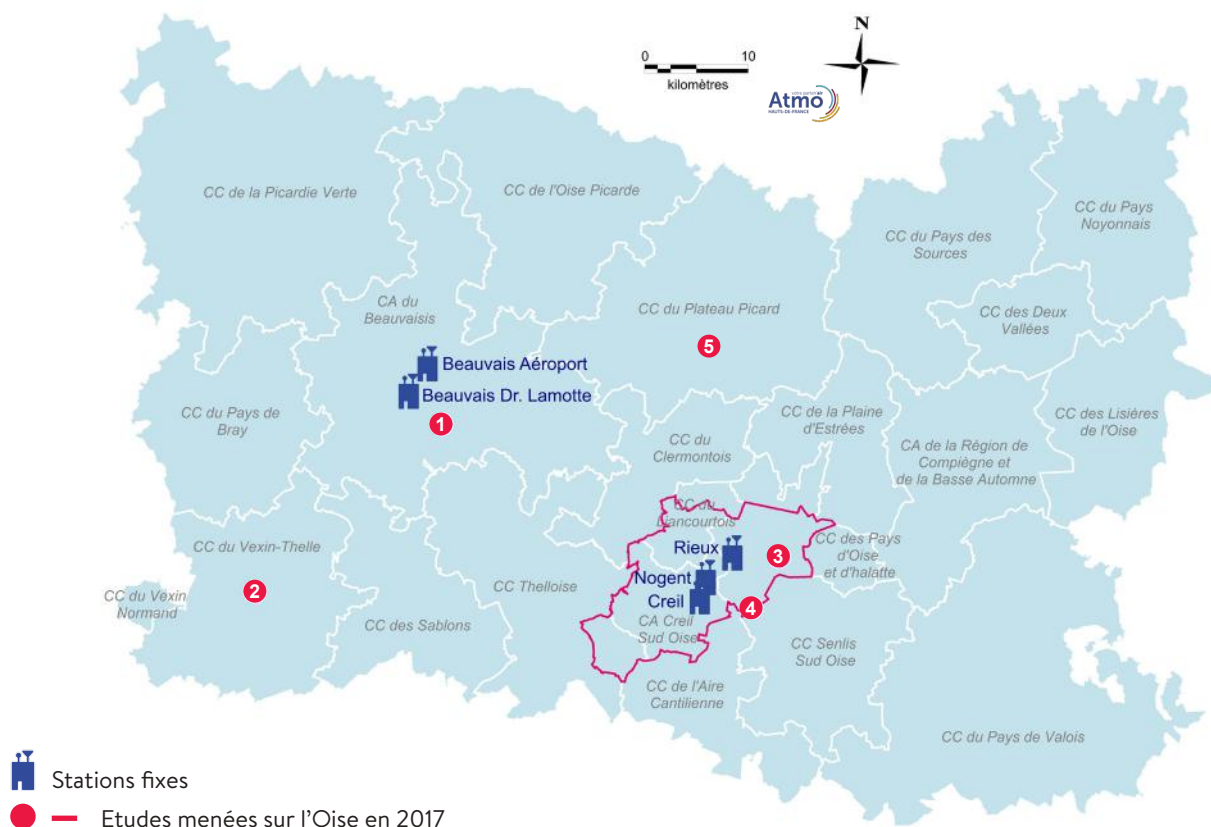 N
0 10
kilomètres
votre partenair
Atmo
HAUTS-DE-FRANCE
CC de la Picardie Verte
CC de l'Oise Picarde
CC du Pays
Noyonnais
CC du Pays des
Sources
CA du
Beauvaisis
CC du Plateau Picard
CC des Deux
Vallées
5
Beauvais Aéroport
Beauvais Dr. Lamotte
1
CC du Pays de
Bray
CC de la Plaine
d'Estrées
CC des Lisières
de l'Oise
CC du
Clermontois
CA de la Région de
Compiègne et
de la Basse Automne
CC du
Liancourtois
CC du Vexin-Thelle
Rieux
3
CC des Pays
d'Oise
et d'halatte
2
CC du Vexin
Normand
CC Thelloise
Nogent
Creil
4
CC des Sablons
CA Creil
Sud Oise
CC Senlis
Sud Oise
CC de l'Aire
Cantilienne
CC du Pays de Valois
Stations fixes
Etudes menées sur l'Oise en 2017